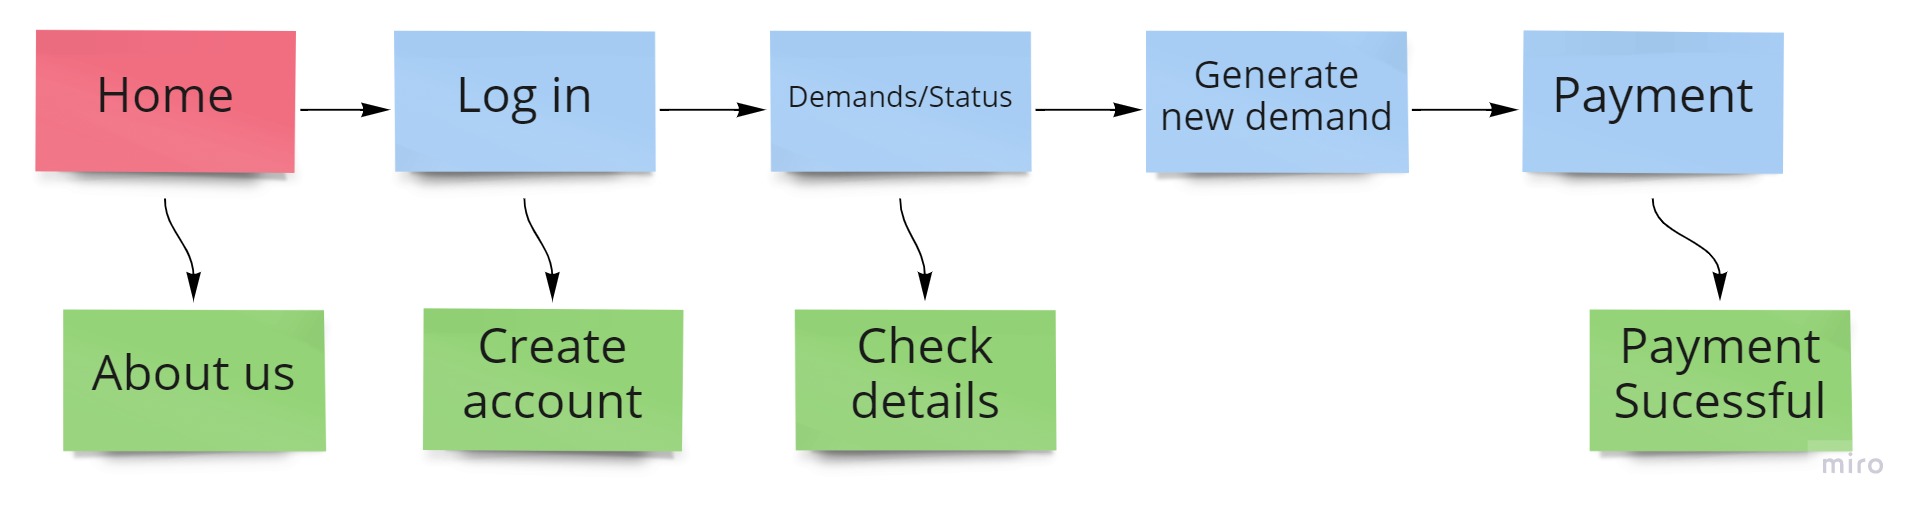 Home
Log in
Demands/Status
Generate
new demand
Payment
About us
Create
account
Check
details
Payment
Sucessful
miro